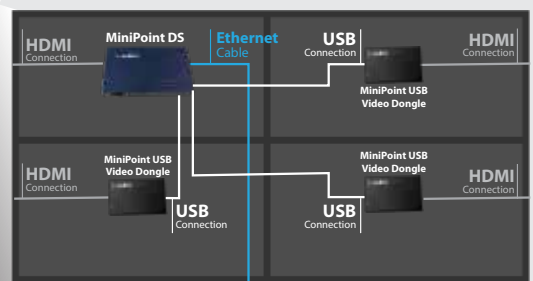 HDMI
Connection
MiniPoint DS
Ethernet
Cable
USB
Connection
MiniPoint USB
Video Dongle
HDMI
Connection
HDMI
Connection
MiniPoint USB
Video Dongle
USB
Connection
USB
Connection
MiniPoint USB
Video Dongle
HDMI
Connection